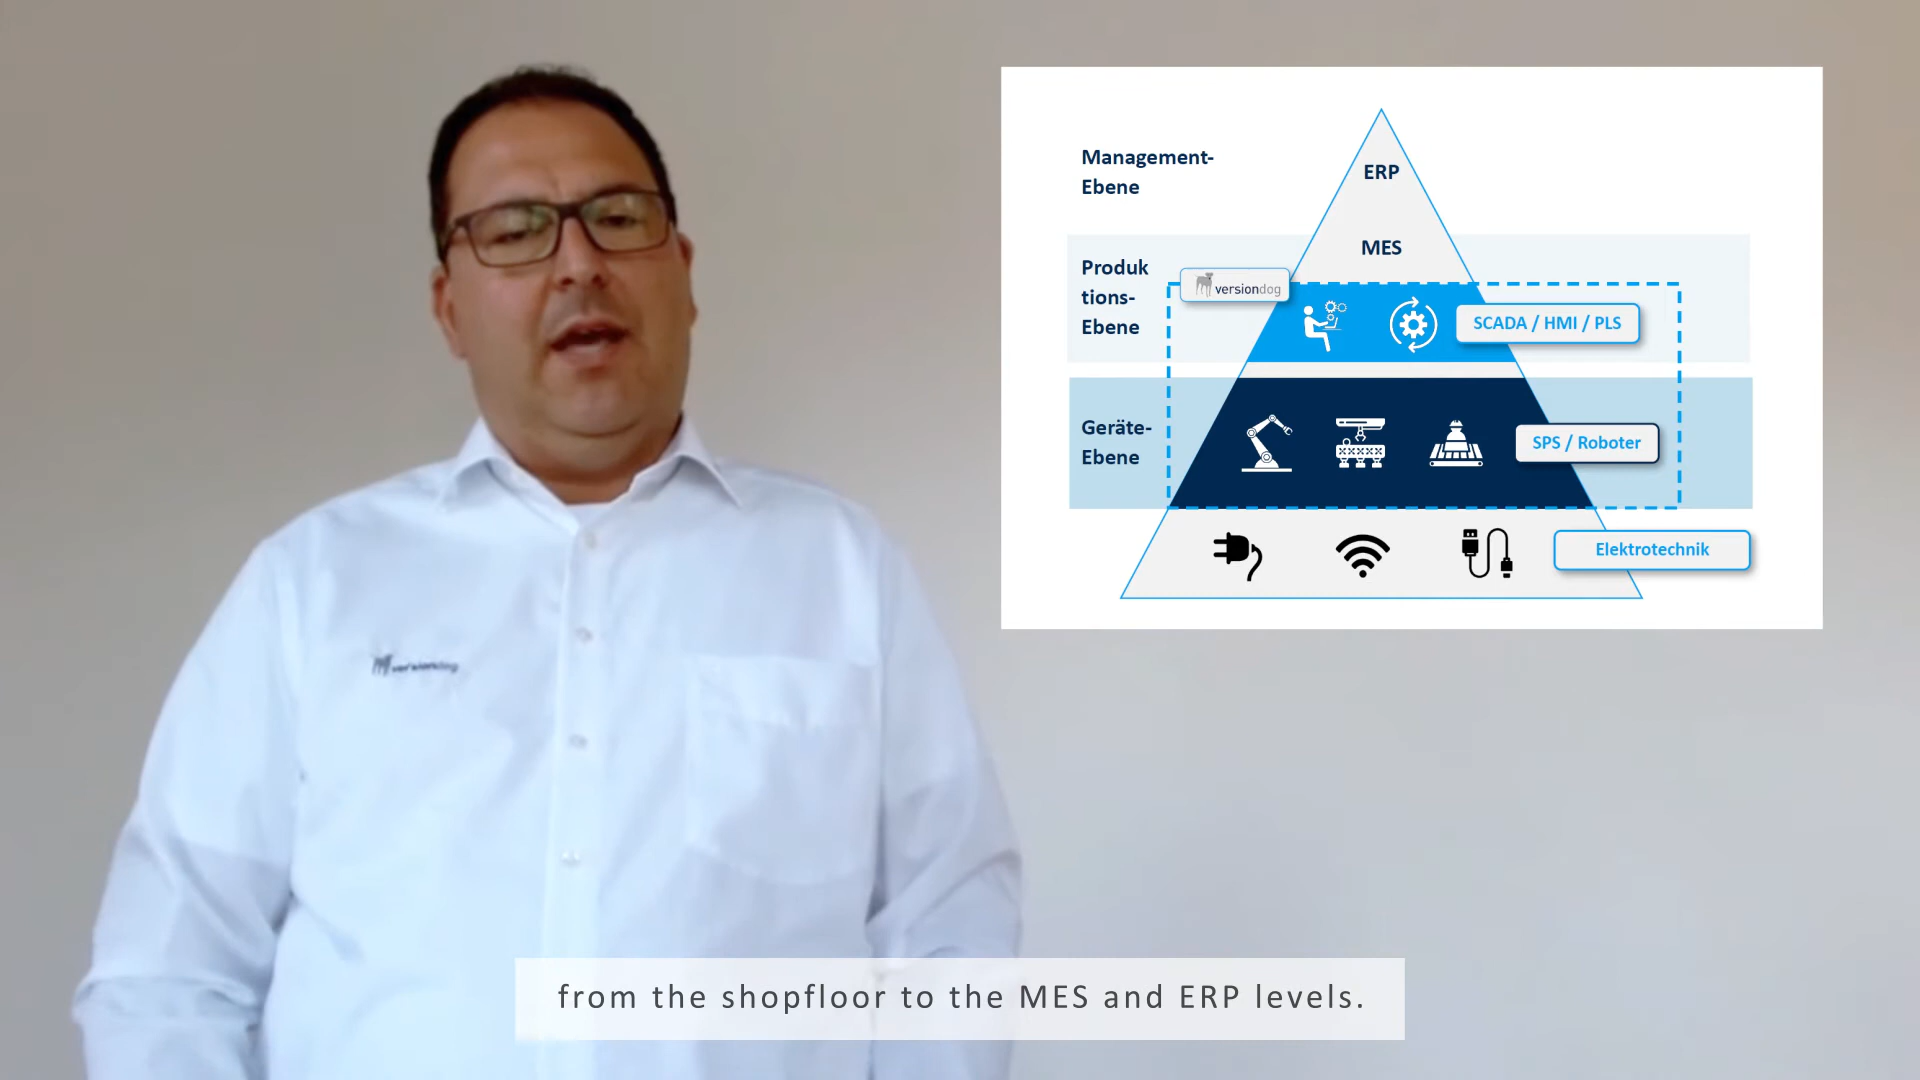 Management-
Ebene
ERP
MES
Produk
tions-
Ebene
versiondog
SCADA / HMI / PLS
Geräte-
Ebene
SPS / Roboter
Elektrotechnik
versiondog
from the shopfloor to the MES and ERP levels.